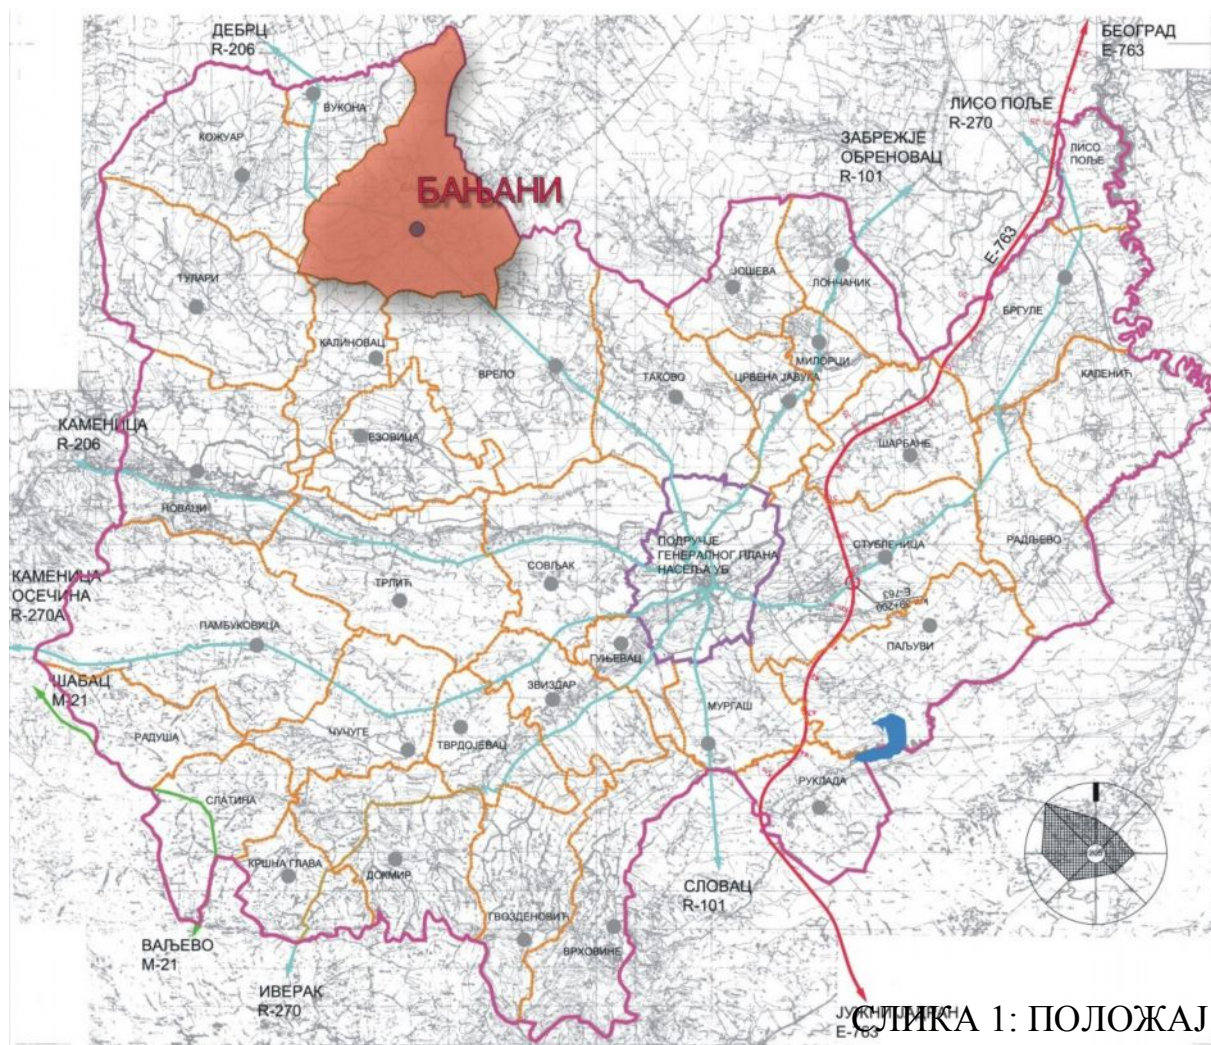 ДЕБРЦ
R-206
БЕОГРАД
E-763
ВУКОНА
ЛИСО ПОЉЕ
R-270
КОЖУАР
ЗАБРЕЖЈЕ
ОБРЕНОВАЦ
R-101
ЛИСО
ПОЉЕ
БАЊАНИ
E-763
ТУЛАРИ
ЈОШЕВА
ЛОНЧАНИК
БРГУЛЕ
КАЛИНОВАЦ
ВРЕЛО
ТАКОВО
ЦРВЕНА ЈАБУКА
МИЛОРЦИ
КАЛЕНИЋ
КАМЕНИЦА
R-206
ЕЗОВИЦА
ШАРБАНЕ
НОВАЦИ
ПОДРУЧЈЕ
ГЕНЕРАЛНОГ ПЛАНА
НАСЕЉА УБ
СТУБЛЕНИЦА
РАДЉЕВО
КАМЕНИЦА
ОСЕЧИНА
R-270A
ТРЛИЋ
СОВЉАК
E-763
ПАМБУКОВИЦА
ГУЊЕВАЦ
ПАЉУВИ
ШАБАЦ
M-21
ЗВИЗДАР
МУРГАШ
РАДУША
ЧУЧУГЕ
ТВРДОЈЕВАЦ
РУКЛАДА
СЛАТИНА
КРШНА ГЛАВА
ДОКМИР
СЛОВАЦ
R-101
ГВОЗДЕНОВИЋ
ВРХОВИНЕ
ВАЉЕВО
M-21
ИВЕРАК
R-270
ЈУЖНИ ЈАДРАН
E-763
СЛИКА 1: ПОЛОЖАЈ